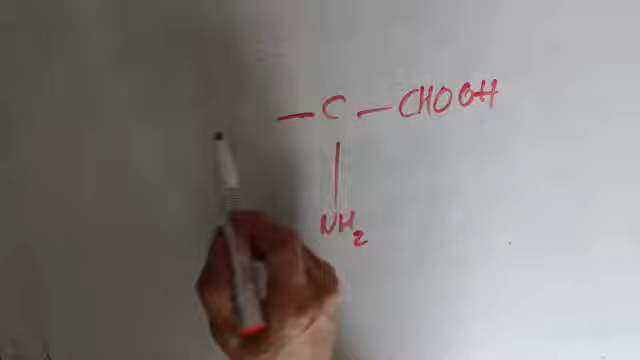 — C — CHOOH
NH₂